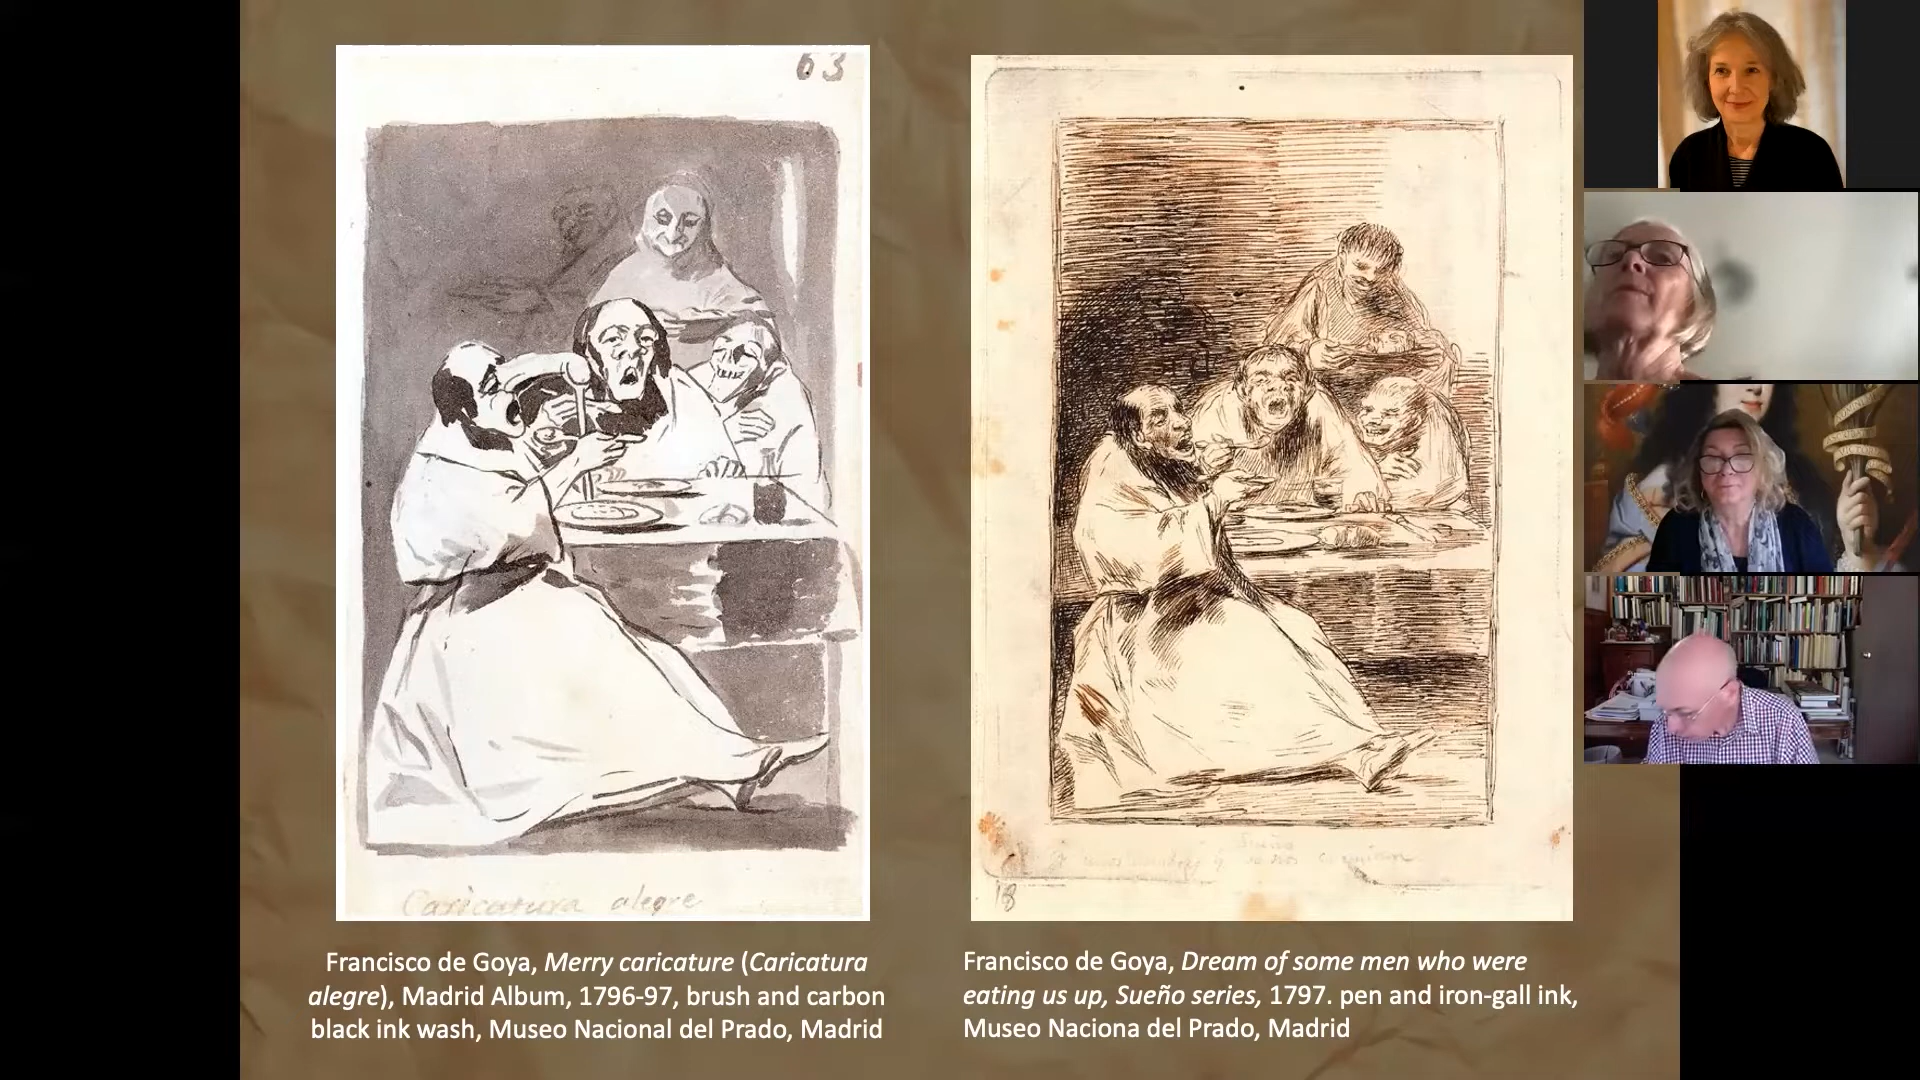 63
Caricatura alegre
Francisco de Goya, Merry caricature (Caricatura
alegre), Madrid Album, 1796-97, brush and carbon
black ink wash, Museo Nacional del Prado, Madrid
Sueño
18
Francisco de Goya, Dream of some men who were
eating us up, Sueño series, 1797. pen and iron-gall ink,
Museo Naciona del Prado, Madrid